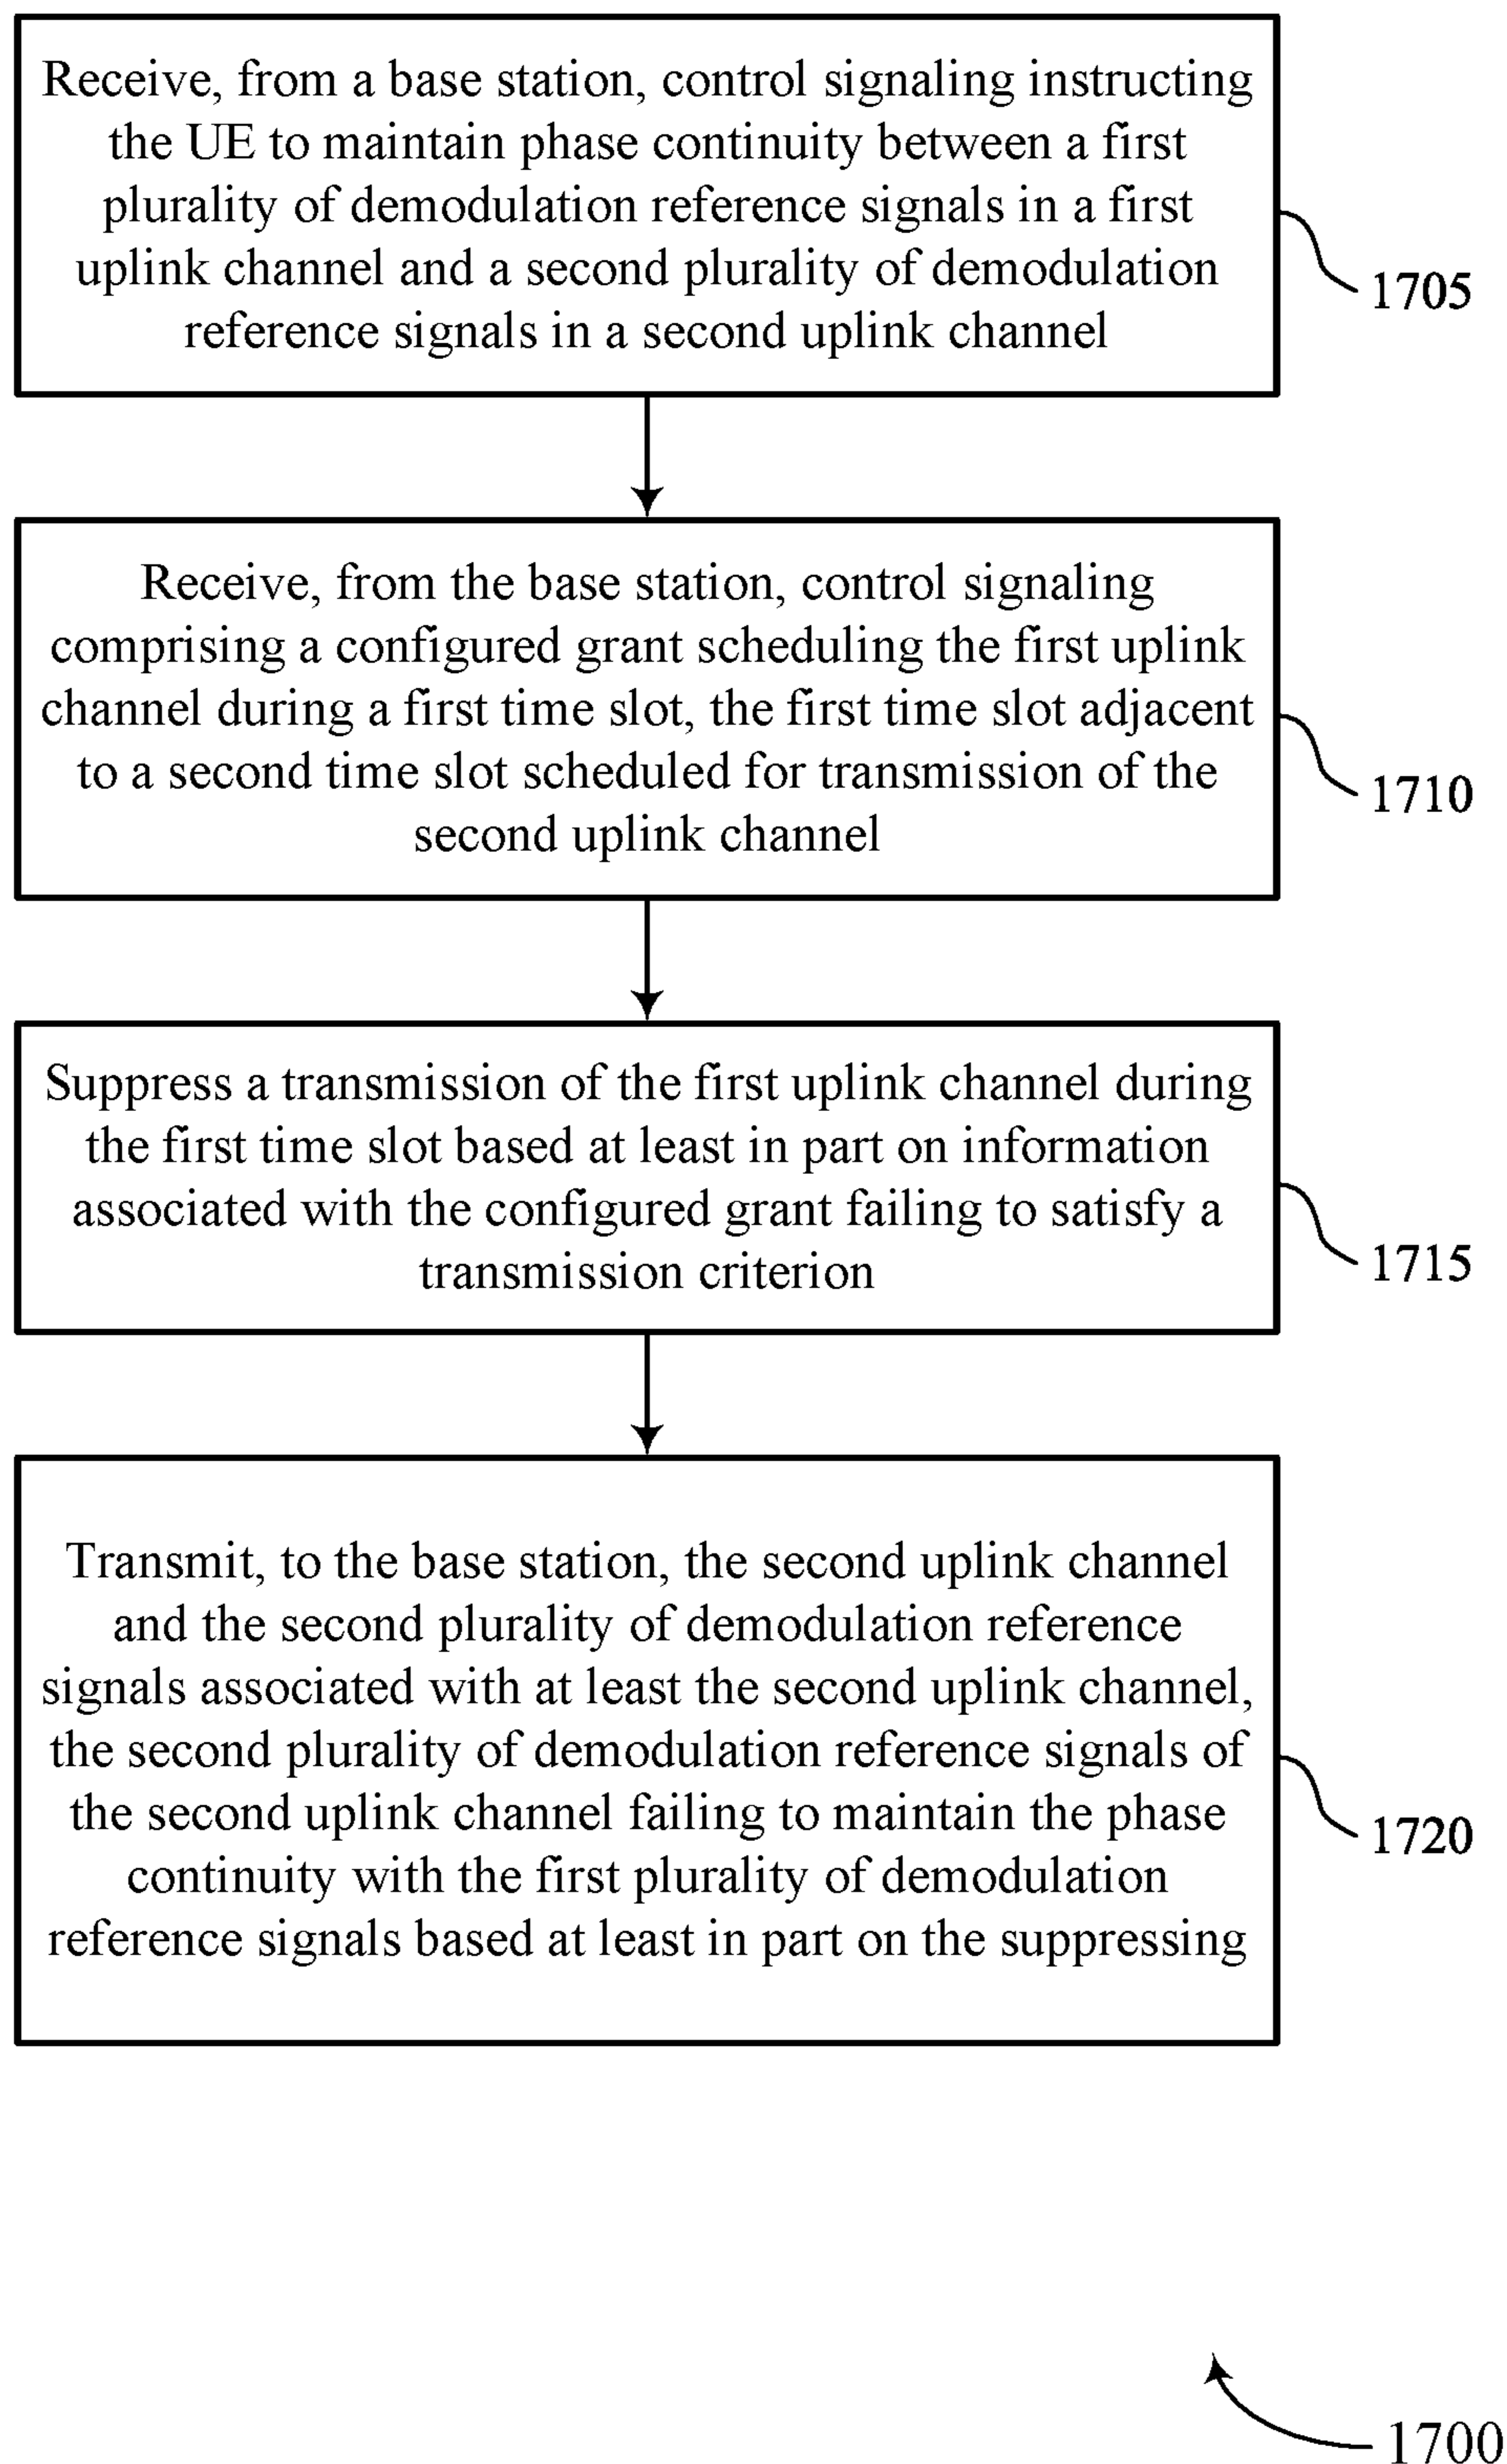 Receive, from a base station, control signaling instructing
the UE to maintain phase continuity between a first
plurality of demodulation reference signals in a first
uplink channel and a second plurality of demodulation
reference signals in a second uplink channel
1705
Receive, from the base station, control signaling
comprising a configured grant scheduling the first uplink
channel during a first time slot, the first time slot adjacent
to a second time slot scheduled for transmission of the
second uplink channel
1710
Suppress a transmission of the first uplink channel during
the first time slot based at least in part on information
associated with the configured grant failing to satisfy a
transmission criterion
1715
Transmit, to the base station, the second uplink channel
and the second plurality of demodulation reference
signals associated with at least the second uplink channel,
the second plurality of demodulation reference signals of
the second uplink channel failing to maintain the phase
continuity with the first plurality of demodulation
reference signals based at least in part on the suppressing
1720
1700